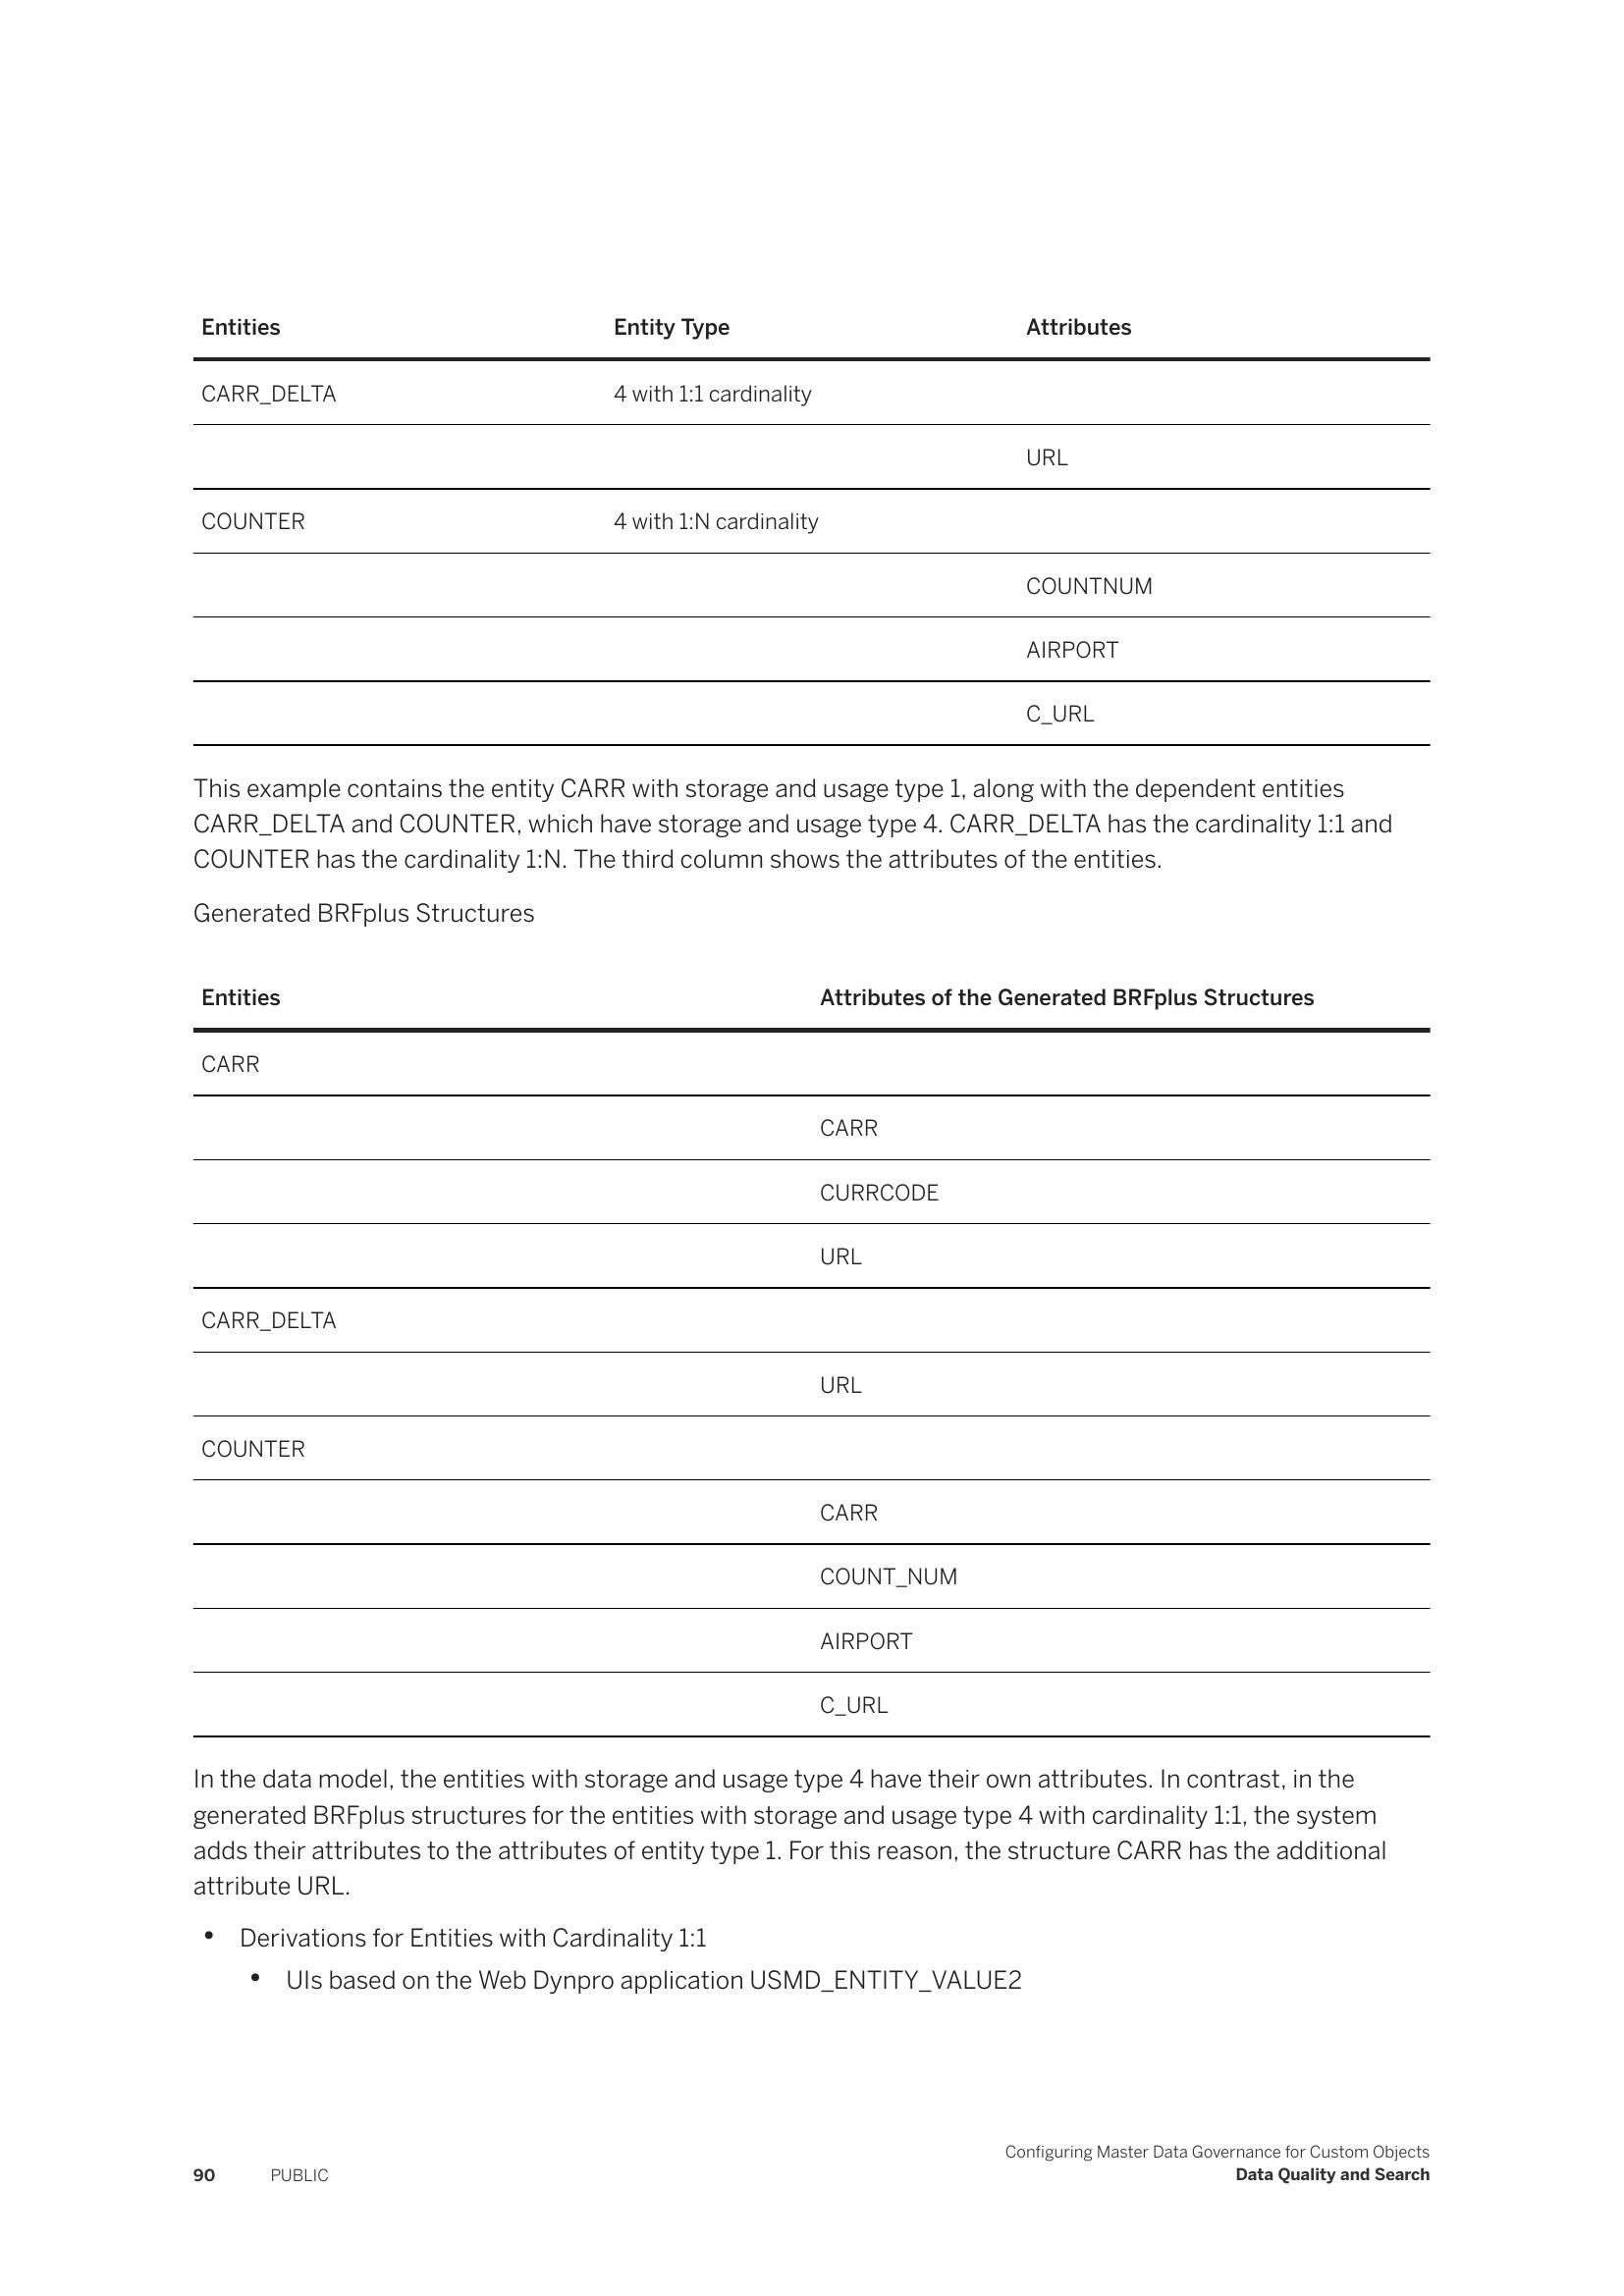 Entities Entity Type Attributes
CARR_DELTA 4 with 1:1 cardinality
URL
COUNTER 4 with 1:N cardinality
COUNTNUM
AIRPORT
C_URL
This example contains the entity CARR with storage and usage type 1, along with the dependent entities
CARR_DELTA and COUNTER, which have storage and usage type 4. CARR_DELTA has the cardinality 1:1 and
COUNTER has the cardinality 1:N. The third column shows the attributes of the entities.
Generated BRFplus Structures
Entities Attributes of the Generated BRFplus Structures
CARR
CARR
CURRCODE
URL
CARR_DELTA
URL
COUNTER
CARR
COUNT_NUM
AIRPORT
C_URL
In the data model, the entities with storage and usage type 4 have their own attributes. In contrast, in the
generated BRFplus structures for the entities with storage and usage type 4 with cardinality 1:1, the system
adds their attributes to the attributes of entity type 1. For this reason, the structure CARR has the additional
attribute URL.
• Derivations for Entities with Cardinality 1:1
• UIs based on the Web Dynpro application USMD_ENTITY_VALUE2
Configuring Master Data Governance for Custom Objects
90 PUBLIC Data Quality and Search